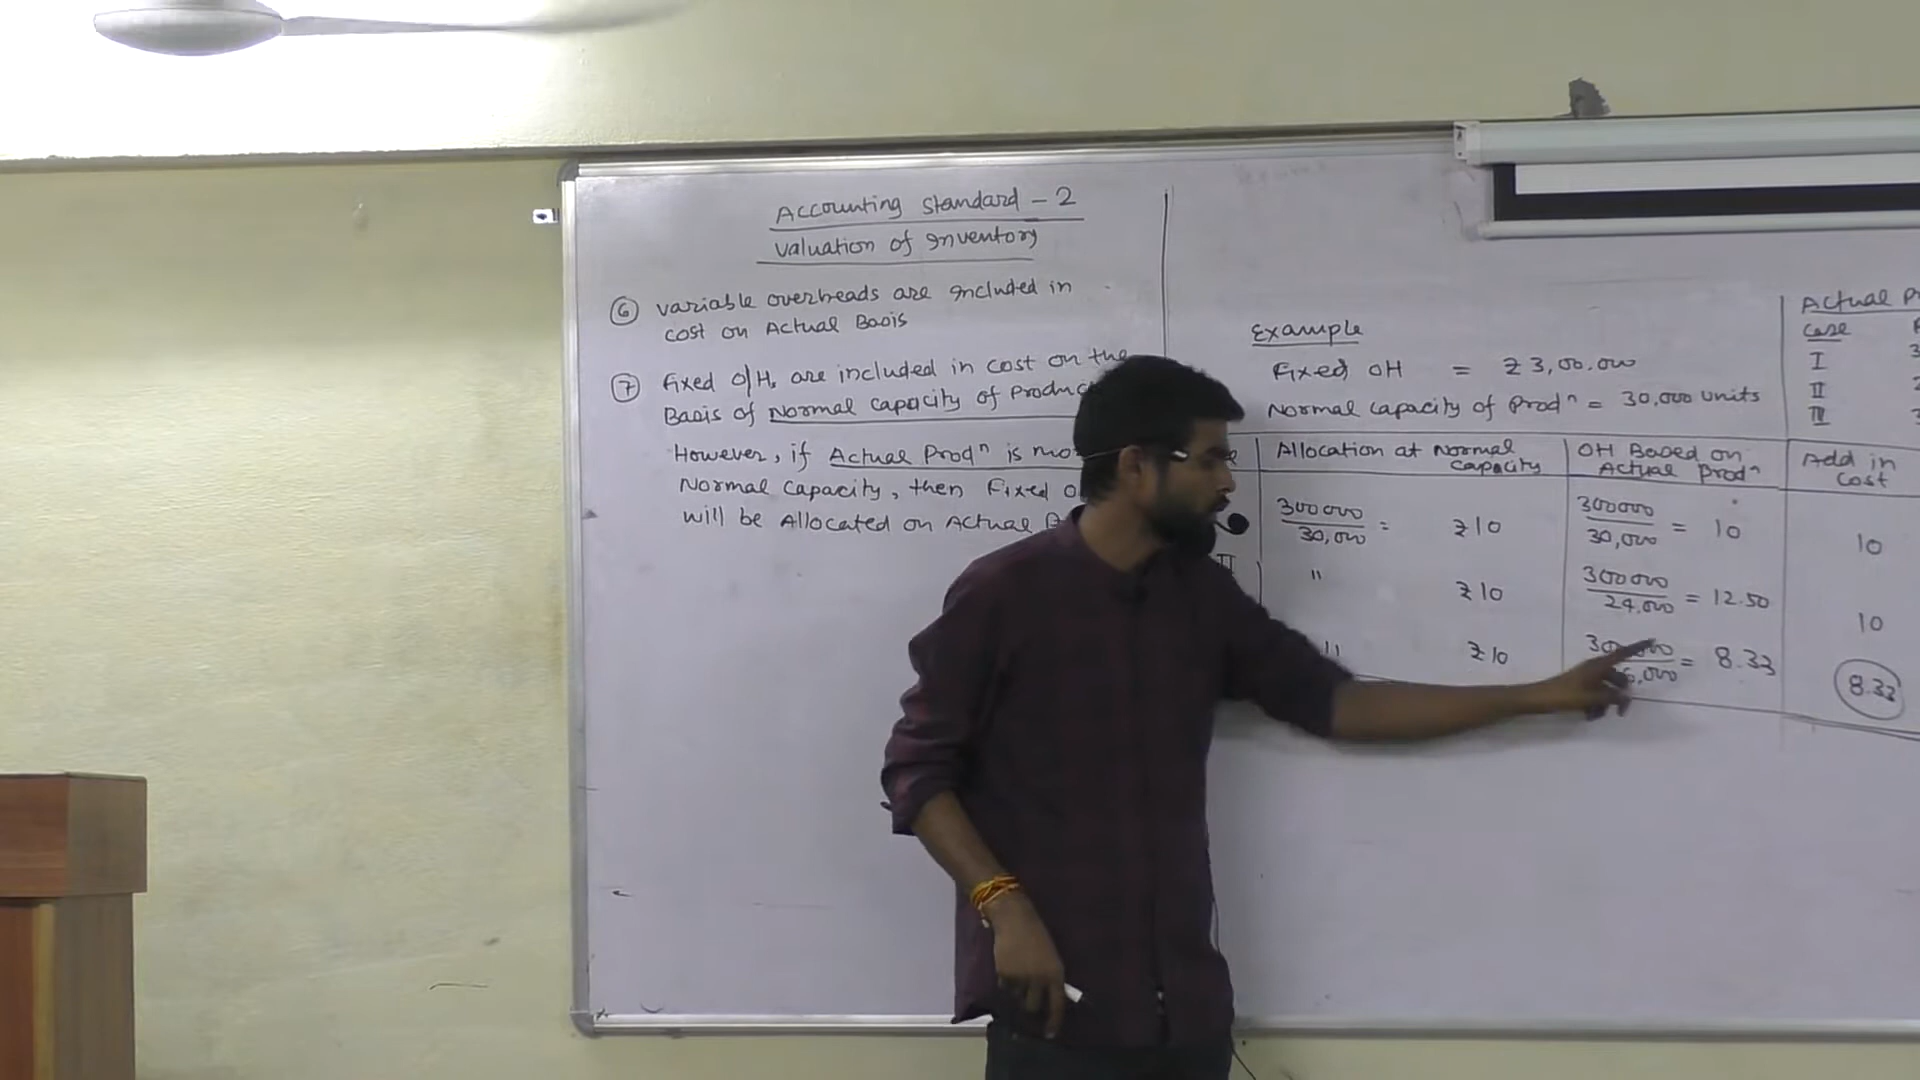 Accounting Standard - 2
Valuation of Inventory
⑥ Variable overheads are included in
cost on Actual Basis
⑦ Fixed O/H, are included in cost on the
Basis of Normal capacity of Produc
However, if Actual Prodⁿ is mo
Normal capacity, then Fixed O
will be Allocated on Actual B
Example
Fixed OH = ₹3,00,000
Normal capacity of Prodⁿ = 30,000 units
Actual P
Case
I
II
III
Allocation at Normal capacity
OH Based on Actual Prodⁿ
Add in Cost
300000/30,000 = ₹10 300000/30,000 = 10 10
II " ₹10 300000/24,000 = 12.50 10
" ₹10 = 8.33 8.33